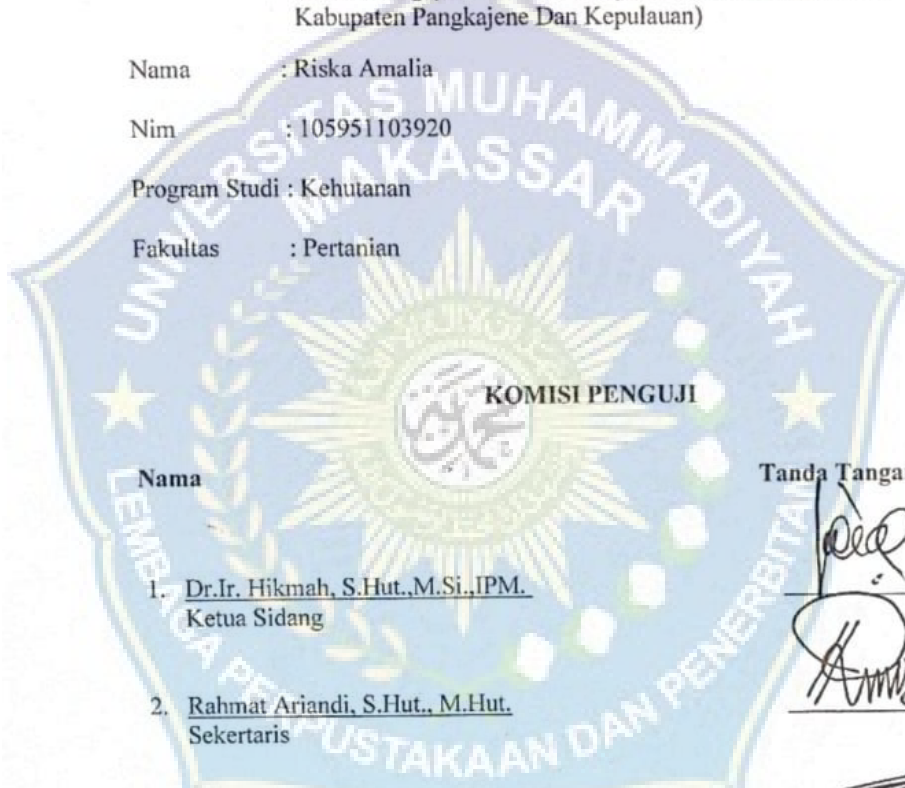 Kabupaten Pangkajene Dan Kepulauan)
Nama : Riska Amalia
Nim : 105951103920
Program Studi : Kehutanan
Fakultas : Pertanian
UNIVERSITAS MUHAMMADIYAH
MAKASSAR
KOMISI PENGUJI
Nama Tanda Tanga
1. Dr.Ir. Hikmah, S.Hut.,M.Si.,IPM.
Ketua Sidang
2. Rahmat Ariandi, S.Hut., M.Hut.
Sekertaris
LEMBAGA PERPUSTAKAAN DAN PENERBITAN